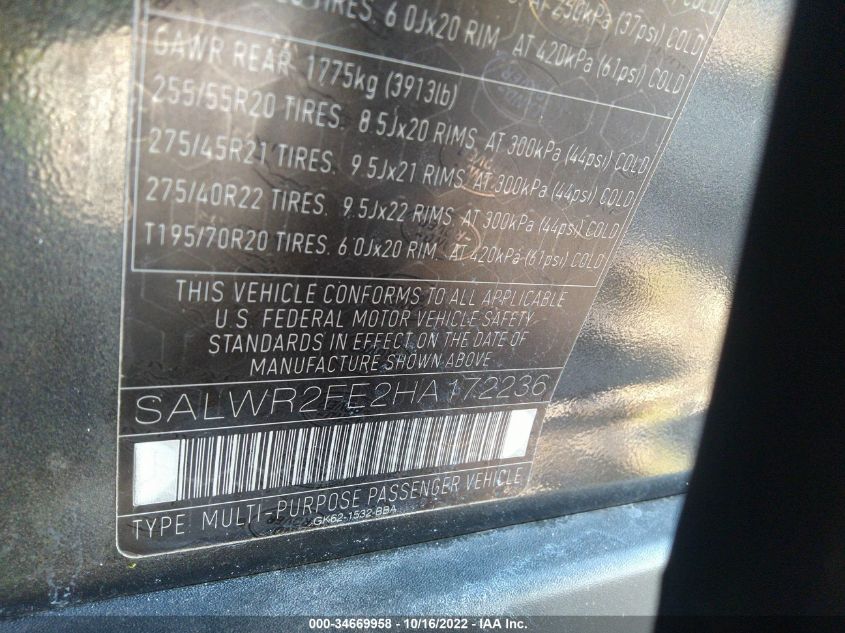 TIRES. 6.0Jx20 RIM, AT 420kPa (61psi) COLD
AT 250kPa (37psi) COLD
GAWR REAR 1775kg (3913lb)
255/55R20 TIRES. 8.5Jx20 RIMS, AT 300kPa (44psi) COLD
275/45R21 TIRES. 9.5Jx21 RIMS, AT 300kPa (44psi) COLD
275/40R22 TIRES. 9.5Jx22 RIMS, AT 300kPa (44psi) COLD
T195/70R20 TIRES. 6.0Jx20 RIM, AT 420kPa (61psi) COLD
THIS VEHICLE CONFORMS TO ALL APPLICABLE
U.S. FEDERAL MOTOR VEHICLE SAFETY
STANDARDS IN EFFECT ON THE DATE OF
MANUFACTURE SHOWN ABOVE
SALWR2FE2HA172236
TYPE MULTI-PURPOSE PASSENGER VEHICLE
GK62-1532-BBA
000-34669958 - 10/16/2022 - IAA Inc.